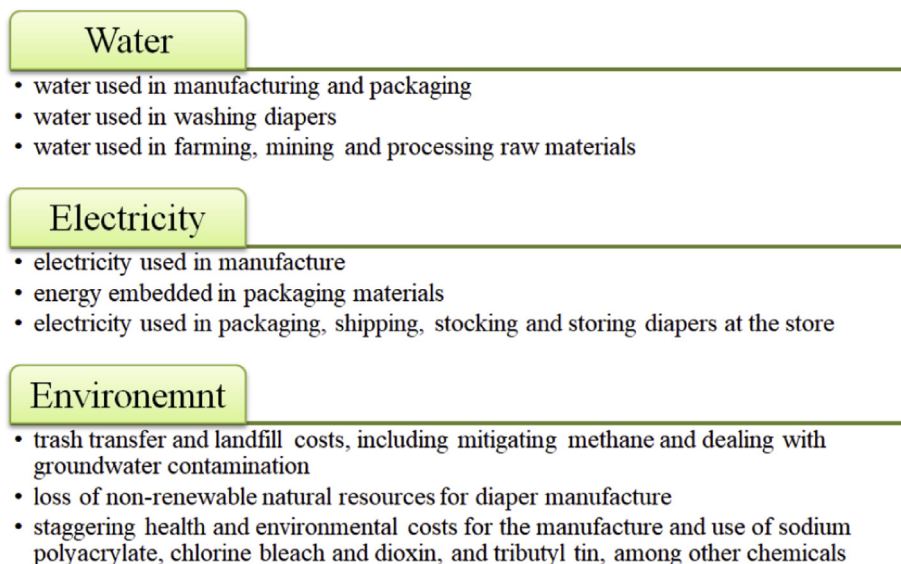 Water
• water used in manufacturing and packaging
• water used in washing diapers
• water used in farming, mining and processing raw materials
Electricity
• electricity used in manufacture
• energy embedded in packaging materials
• electricity used in packaging, shipping, stocking and storing diapers at the store
Environemnt
• trash transfer and landfill costs, including mitigating methane and dealing with
groundwater contamination
• loss of non-renewable natural resources for diaper manufacture
• staggering health and environmental costs for the manufacture and use of sodium
polyacrylate, chlorine bleach and dioxin, and tributyl tin, among other chemicals